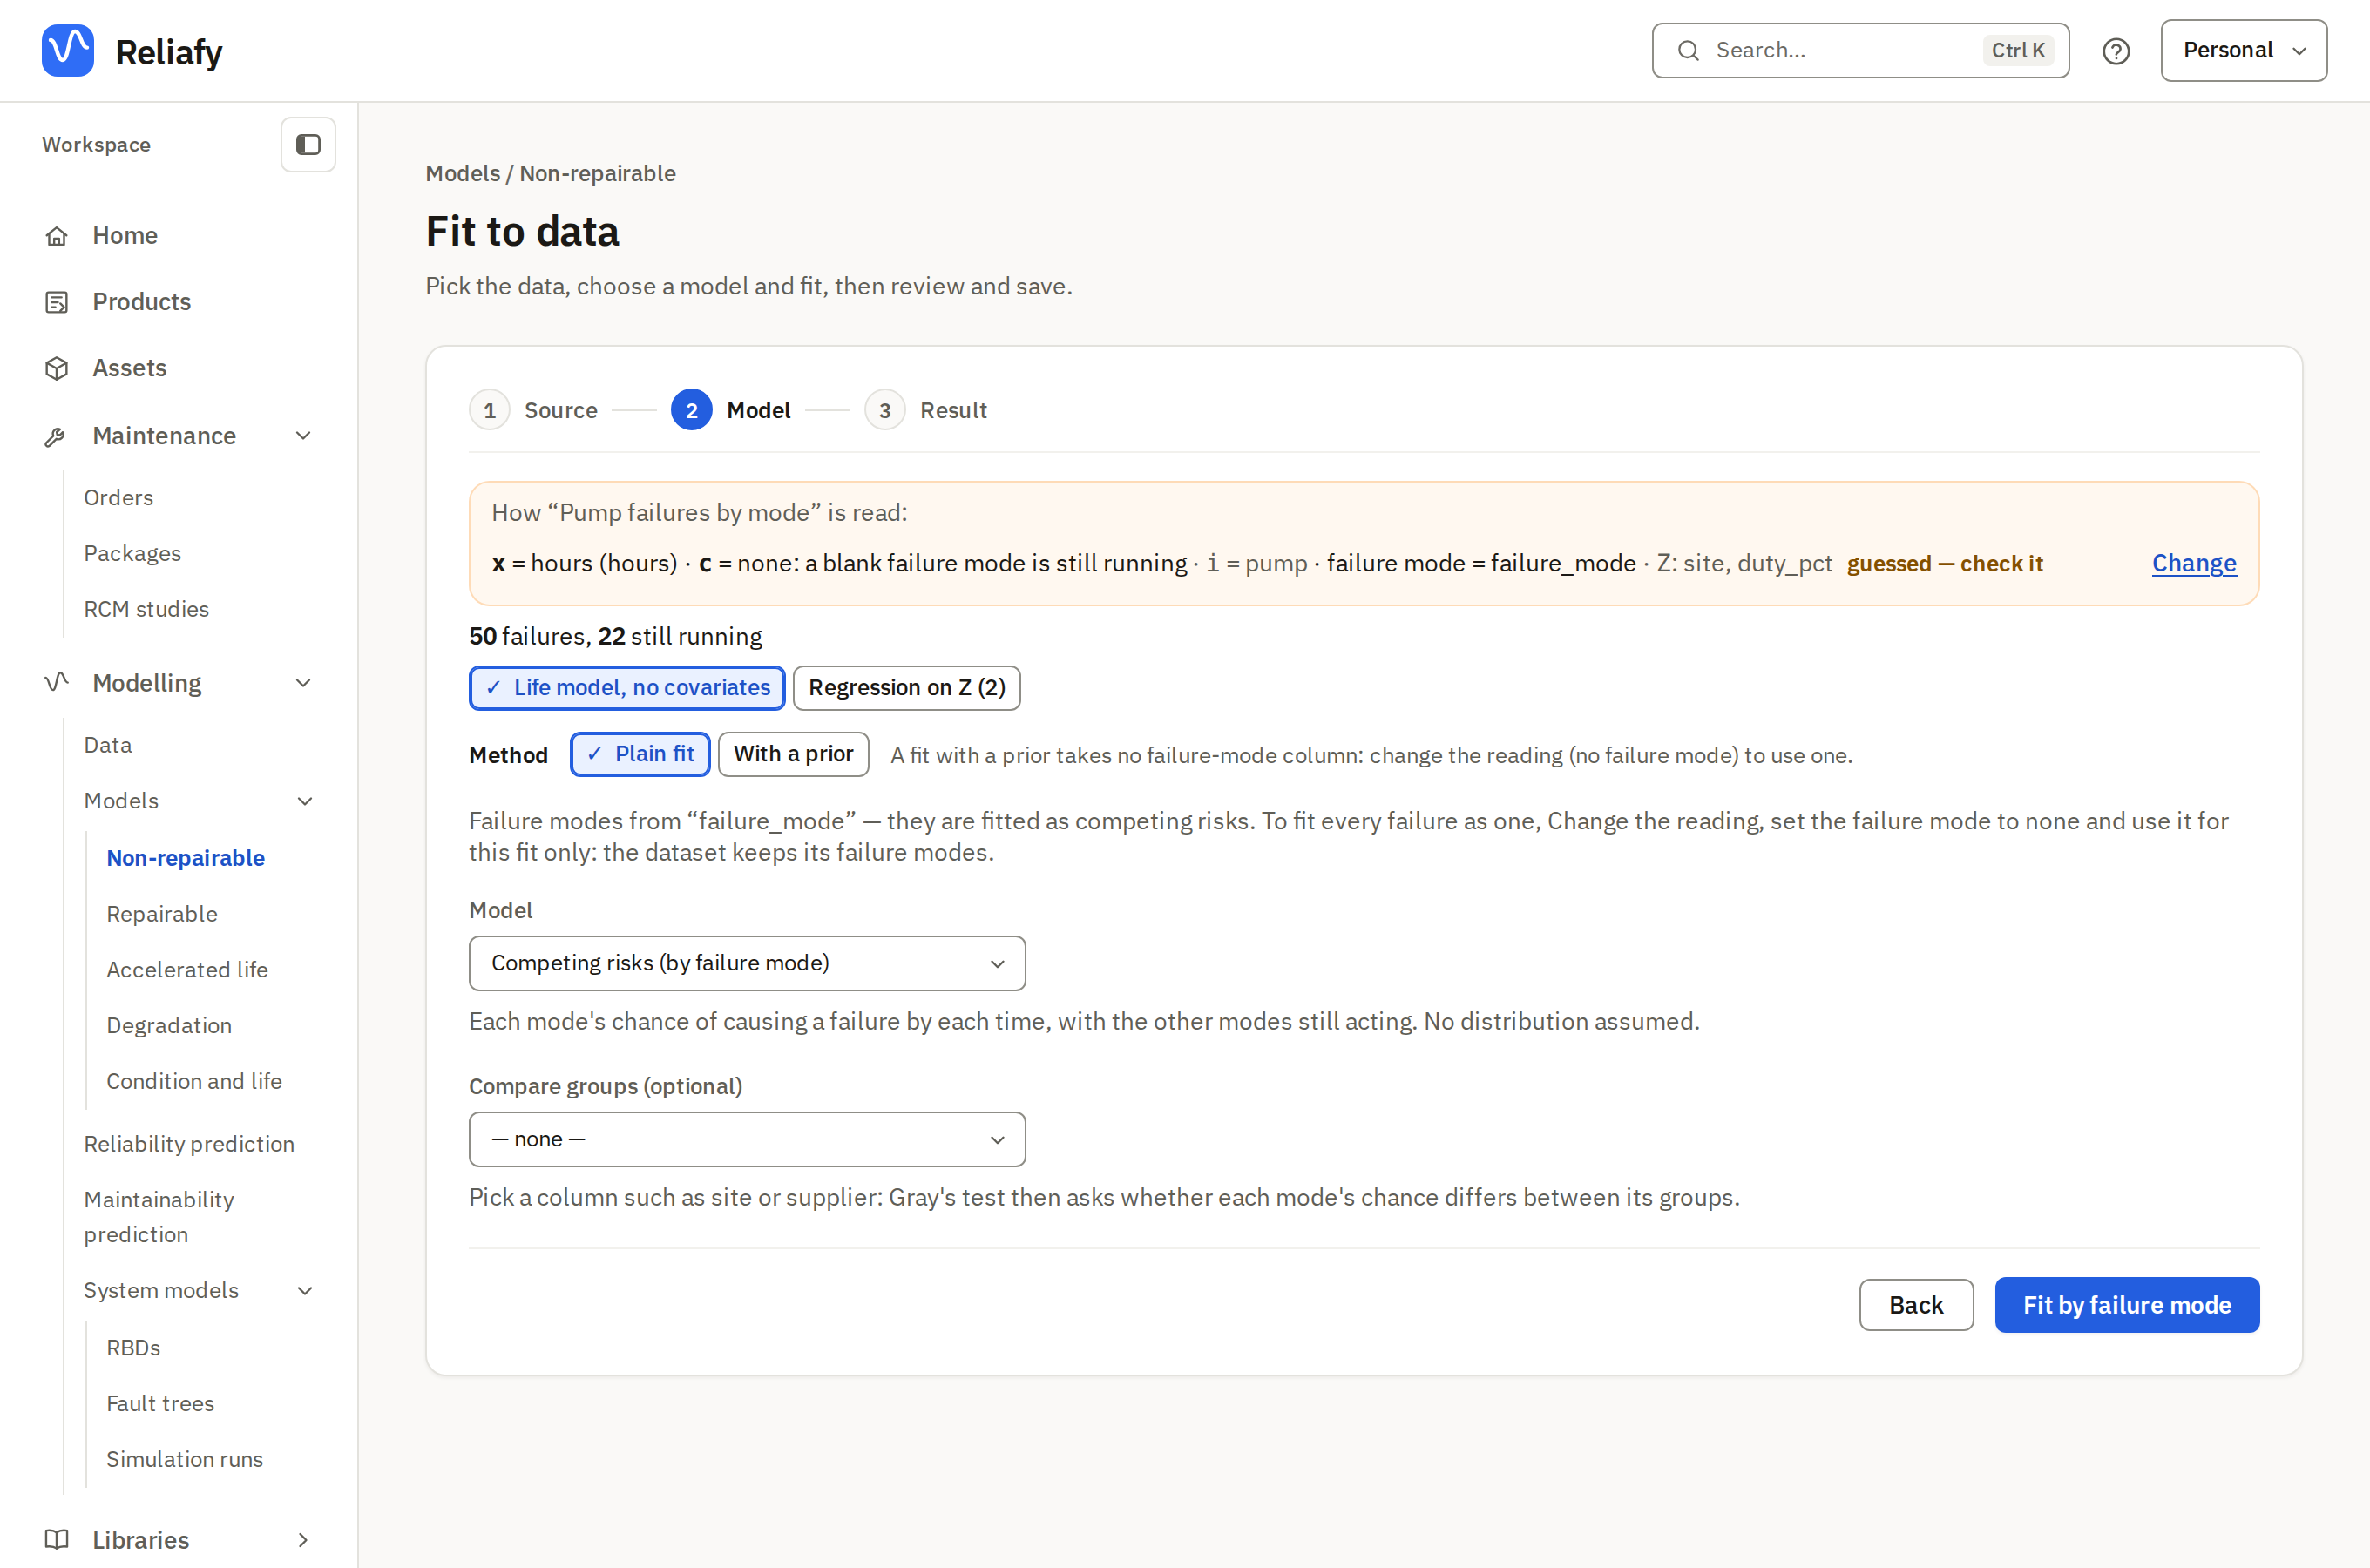 Reliafy
Search...
Ctrl K
Personal
Workspace
Home
Products
Assets
Maintenance
Orders
Packages
RCM studies
Modelling
Data
Models
Non-repairable
Repairable
Accelerated life
Degradation
Condition and life
Reliability prediction
Maintainability
prediction
System models
RBDs
Fault trees
Simulation runs
Libraries
Models / Non-repairable
Fit to data
Pick the data, choose a model and fit, then review and save.
1 Source
2 Model
3 Result
How “Pump failures by mode” is read:
x = hours (hours) · c = none: a blank failure mode is still running · i = pump · failure mode = failure_mode · Z: site, duty_pct guessed — check it
Change
50 failures, 22 still running
✓ Life model, no covariates
Regression on Z (2)
Method
✓ Plain fit
With a prior
A fit with a prior takes no failure-mode column: change the reading (no failure mode) to use one.
Failure modes from “failure_mode” — they are fitted as competing risks. To fit every failure as one, Change the reading, set the failure mode to none and use it for
this fit only: the dataset keeps its failure modes.
Model
Competing risks (by failure mode)
Each mode's chance of causing a failure by each time, with the other modes still acting. No distribution assumed.
Compare groups (optional)
— none —
Pick a column such as site or supplier: Gray's test then asks whether each mode's chance differs between its groups.
Back
Fit by failure mode